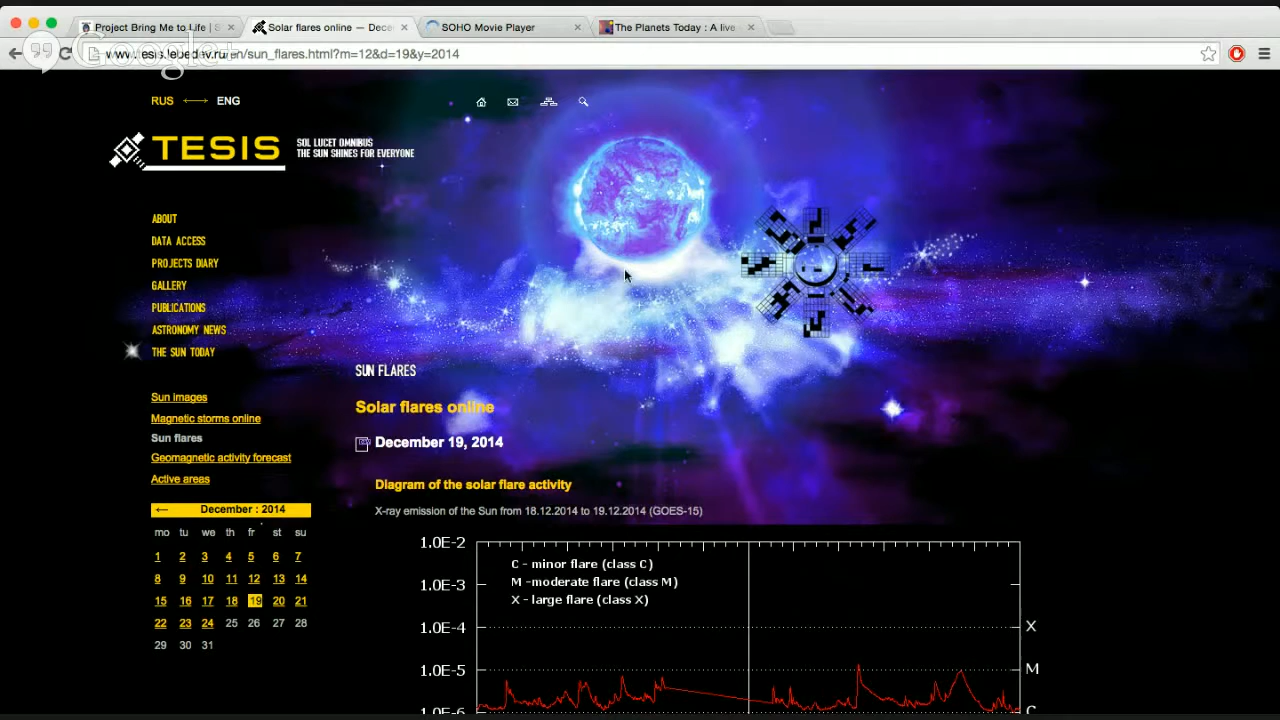 Project Bring Me to Life | S
Solar flares online — Dece
SOHO Movie Player
The Planets Today : A live
Google+
www.tesis.lebedev.ru/en/sun_flares.html?m=12&d=19&y=2014
RUS ENG
TESIS
SOL LUCET OMNIBUS
THE SUN SHINES FOR EVERYONE
ABOUT
DATA ACCESS
PROJECTS DIARY
GALLERY
PUBLICATIONS
ASTRONOMY NEWS
THE SUN TODAY
Sun images
Magnetic storms online
Sun flares
Geomagnetic activity forecast
Active areas
← December : 2014
mo tu we th fr st su
1 2 3 4 5 6 7
8 9 10 11 12 13 14
15 16 17 18 19 20 21
22 23 24 25 26 27 28
29 30 31
SUN FLARES
Solar flares online
December 19, 2014
Diagram of the solar flare activity
X-ray emission of the Sun from 18.12.2014 to 19.12.2014 (GOES-15)
1.0E-2
C - minor flare (class C)
1.0E-3
M -moderate flare (class M)
X - large flare (class X)
1.0E-4 X
1.0E-5 M
1.0E-6 C